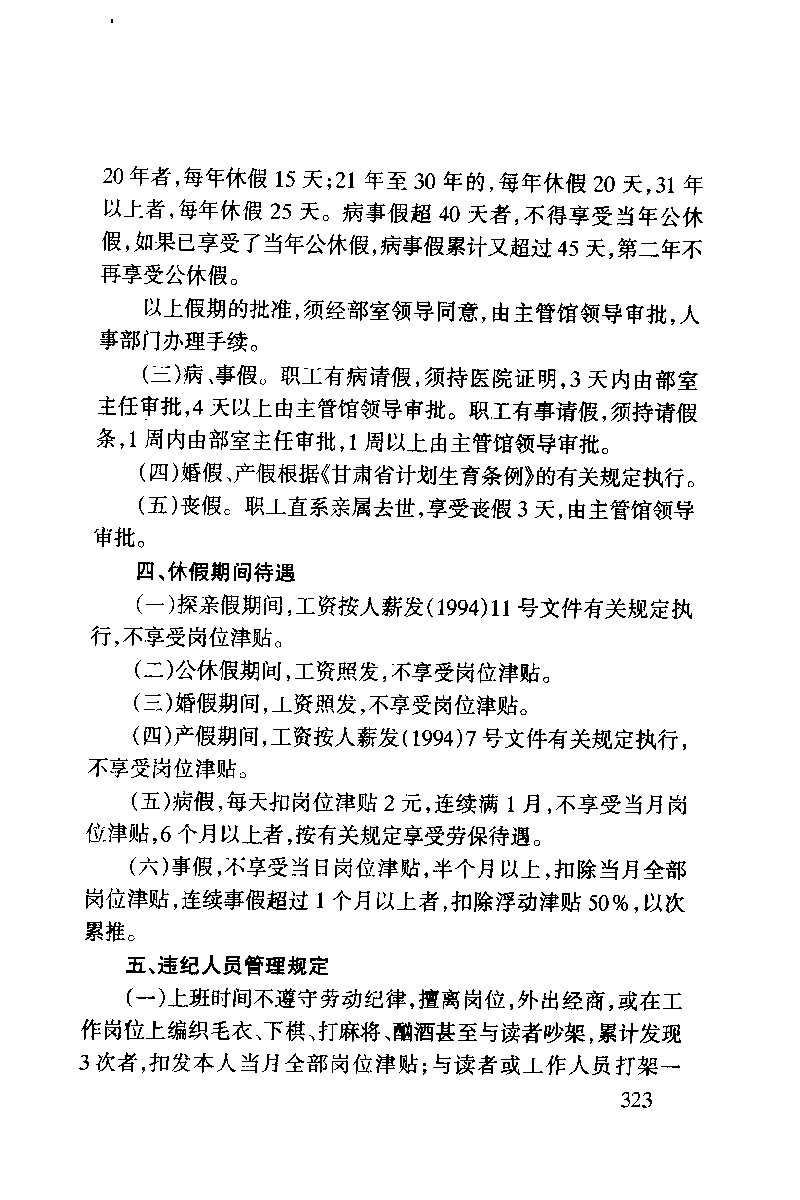 20年者,每年休假15天;21年至30年的,每年休假20天,31年
以上者,每年休假25天。病事假超40天者,不得享受当年公休
假,如果已享受了当年公休假,病事假累计又超过45天,第二年不
再享受公休假。
以上假期的批准,须经部室领导同意,由主管馆领导审批,人
事部门办理手续。
(三)病、事假。职工有病请假,须持医院证明,3天内由部室
主任审批,4天以上由主管馆领导审批。职工有事请假,须持请假
条,1周内由部室主任审批,1周以上由主管馆领导审批。
(四)婚假、产假根据《甘肃省计划生育条例》的有关规定执行。
(五)丧假。职工直系亲属去世,享受丧假3天,由主管馆领导
审批。
四、休假期间待遇
(一)探亲假期间,工资按人薪发(1994)11号文件有关规定执
行,不享受岗位津贴。
(二)公休假期间,工资照发,不享受岗位津贴。
(三)婚假期间,工资照发,不享受岗位津贴。
(四)产假期间,工资按人薪发(1994)7号文件有关规定执行,
不享受岗位津贴。
(五)病假,每天扣岗位津贴2元,连续满1月,不享受当月岗
位津贴,6个月以上者,按有关规定享受劳保待遇。
(六)事假,不享受当日岗位津贴,半个月以上,扣除当月全部
岗位津贴,连续事假超过1个月以上者,扣除浮动津贴50%,以次
累推。
五、违纪人员管理规定
(一)上班时间不遵守劳动纪律,擅离岗位,外出经商,或在工
作岗位上编织毛衣、下棋、打麻将、酗酒甚至与读者吵架,累计发现
3次者,扣发本人当月全部岗位津贴;与读者或工作人员打架一
323